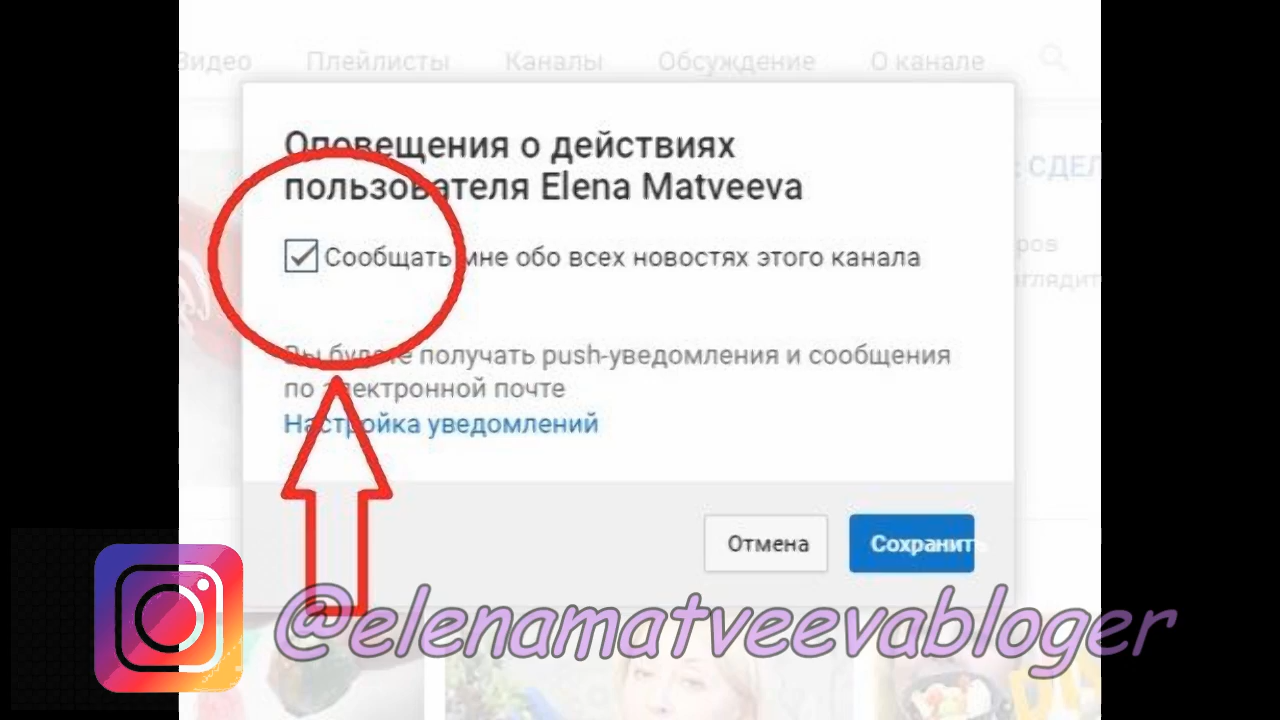 Видео Плейлисты Каналы Обсуждение О канале
Оповещения о действиях
пользователя Elena Matveeva
Сообщать мне обо всех новостях этого канала
Вы будете получать push-уведомления и сообщения
по электронной почте
Настройка уведомлений
Отмена Сохранить
@elenamatveevabloger